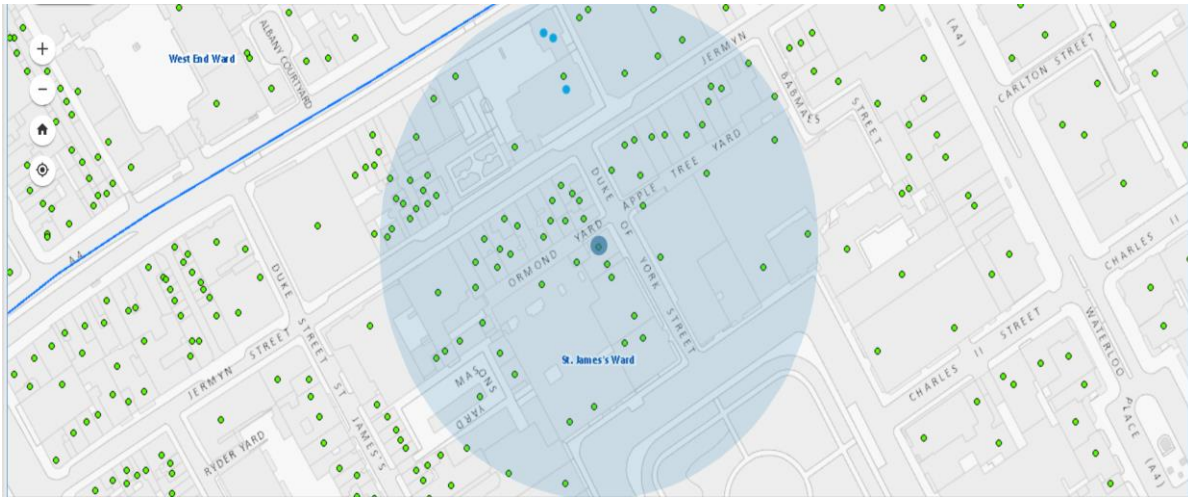 West End Ward
ALBANY COURTYARD
JERMYN
(A4)
CARLTON STREET
BABMAES
STREET
DUKE
OF
YORK
STREET
APPLE TREE YARD
ORMOND YARD
CHARLES II
WATERLOO
PLACE
(A4)
CHARLES II STREET
DUKE
STREET ST
JAMES'S
JERMYN STREET
St. James's Ward
MASONS
YARD
RYDER YARD